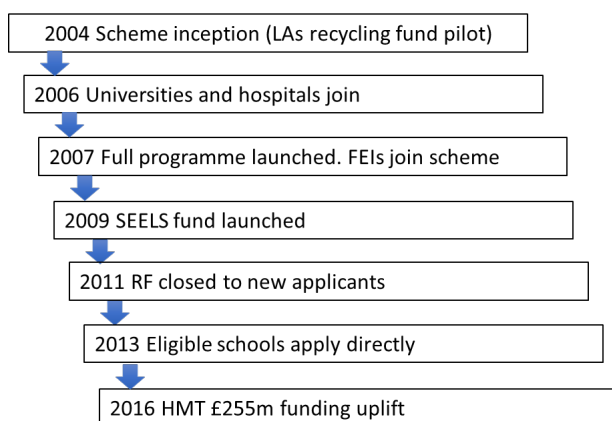 2004 Scheme inception (LAs recycling fund pilot)
2006 Universities and hospitals join
2007 Full programme launched. FEIs join scheme
2009 SEELS fund launched
2011 RF closed to new applicants
2013 Eligible schools apply directly
2016 HMT £255m funding uplift